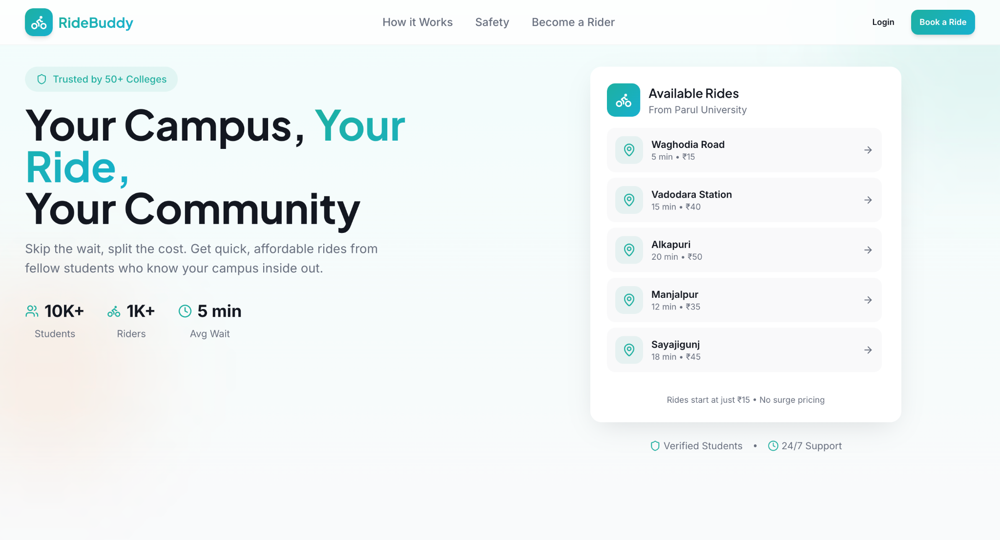 RideBuddy
How it Works
Safety
Become a Rider
Login
Book a Ride
Trusted by 50+ Colleges
Your Campus, Your
Ride,
Your Community
Skip the wait, split the cost. Get quick, affordable rides from
fellow students who know your campus inside out.
10K+
Students
1K+
Riders
5 min
Avg Wait
Available Rides
From Parul University
Waghodia Road
5 min • ₹15
Vadodara Station
15 min • ₹40
Alkapuri
20 min • ₹50
Manjalpur
12 min • ₹35
Sayajigunj
18 min • ₹45
Rides start at just ₹15 • No surge pricing
Verified Students • 24/7 Support